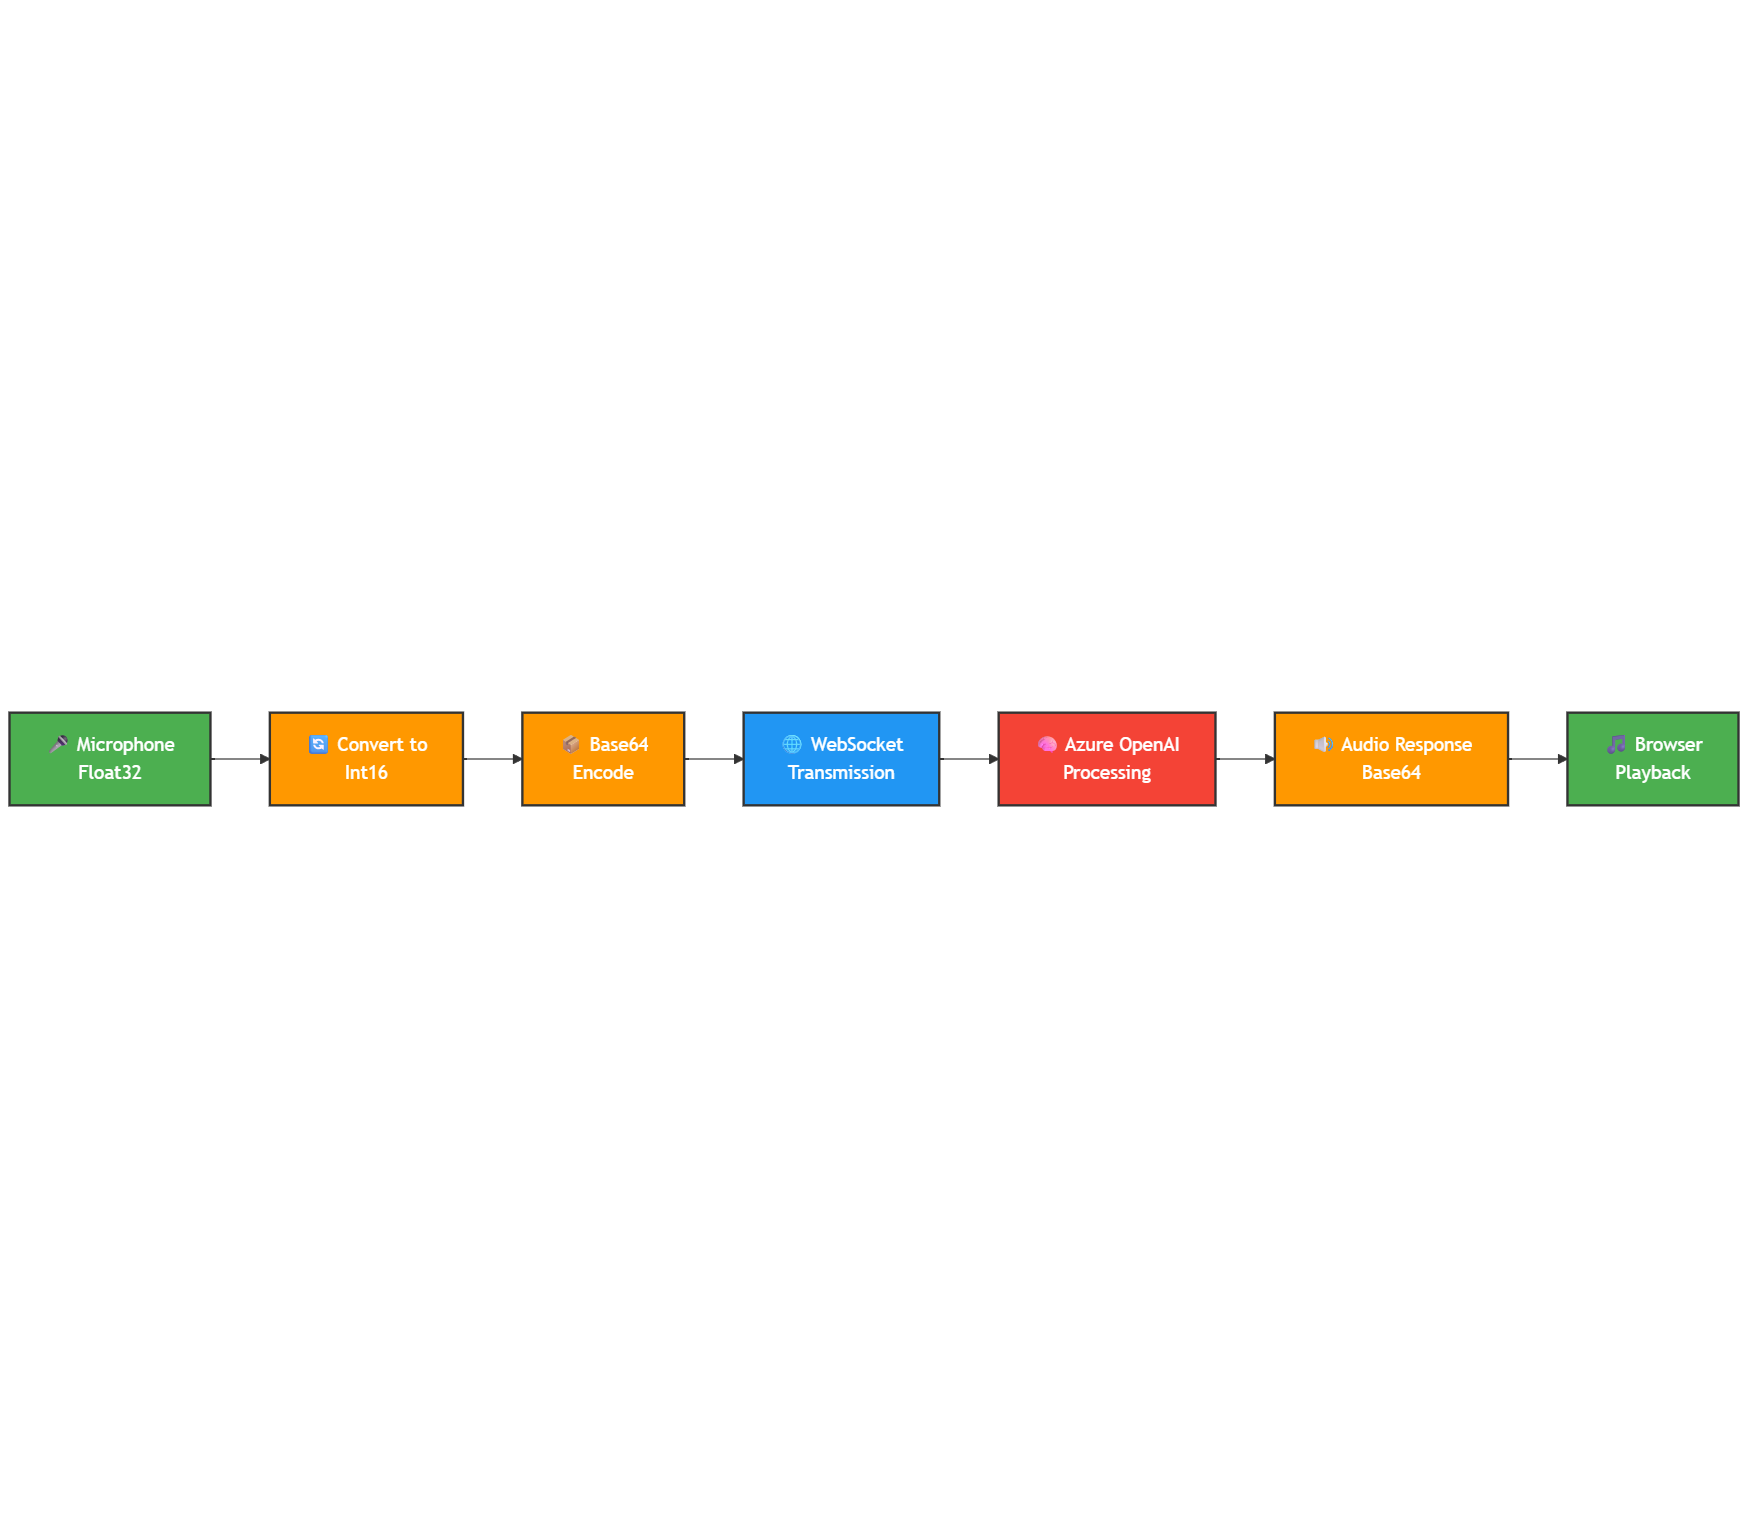 🎤 Microphone
Float32
🔄 Convert to
Int16
📦 Base64
Encode
🌐 WebSocket
Transmission
🧠 Azure OpenAI
Processing
🔊 Audio Response
Base64
🎵 Browser
Playback